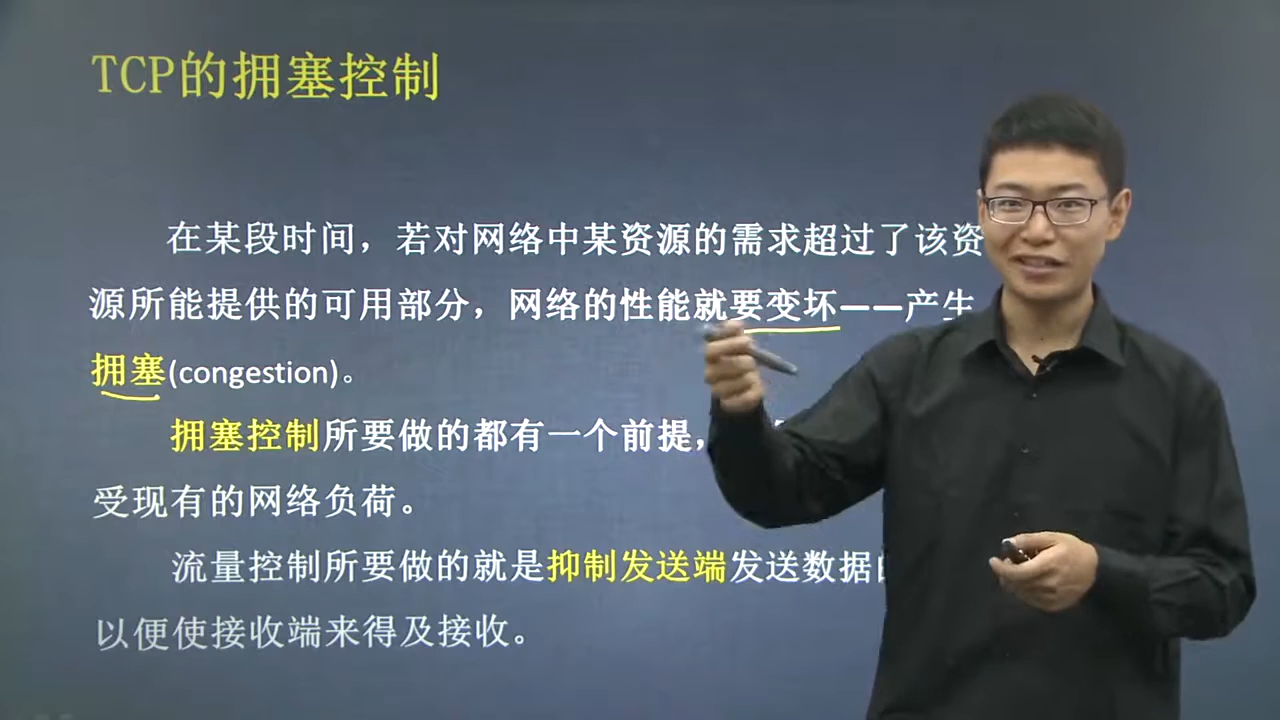 TCP的拥塞控制
在某段时间，若对网络中某资源的需求超过了该资
源所能提供的可用部分，网络的性能就要变坏——产生
拥塞(congestion)。
拥塞控制所要做的都有一个前提，
受现有的网络负荷。
流量控制所要做的就是抑制发送端发送数据
以便使接收端来得及接收。